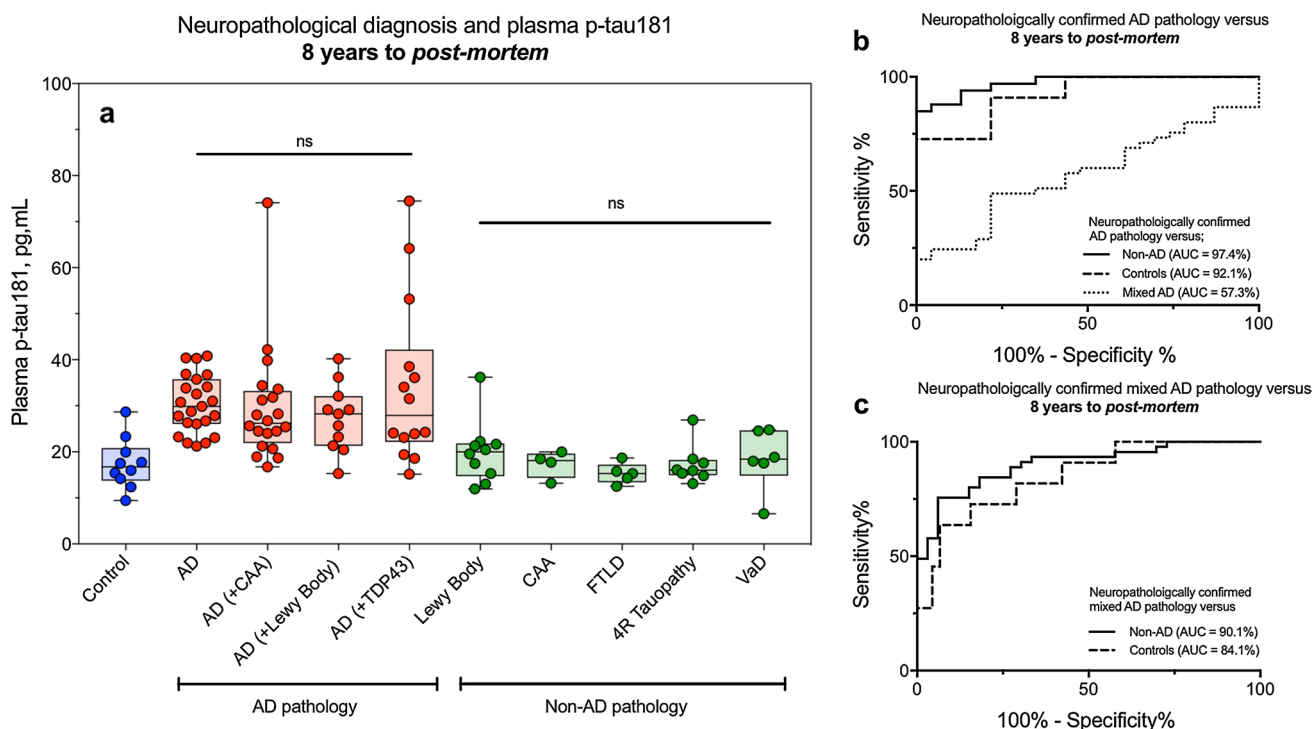 Neuropathological diagnosis and plasma p-tau181
8 years to post-mortem
a
Plasma p-tau181, pg,mL
100
80
60
40
20
0
ns
ns
Control
AD
AD (+CAA)
AD (+Lewy Body)
AD (+TDP43)
Lewy Body
CAA
FTLD
4R Tauopathy
VaD
AD pathology
Non-AD pathology
Neuropatholoigcally confirmed AD pathology versus
8 years to post-mortem
b
Sensitivity %
100
50
0
Neuropatholoigcally confirmed
AD pathology versus;
Non-AD (AUC = 97.4%)
Controls (AUC = 92.1%)
Mixed AD (AUC = 57.3%)
0
50
100
100% - Specificity %
Neuropatholoigcally confirmed mixed AD pathology versus
8 years to post-mortem
c
Sensitivity%
100
50
0
Neuropatholoigcally confirmed
mixed AD pathology versus
Non-AD (AUC = 90.1%)
Controls (AUC = 84.1%)
0
50
100
100% - Specificity%